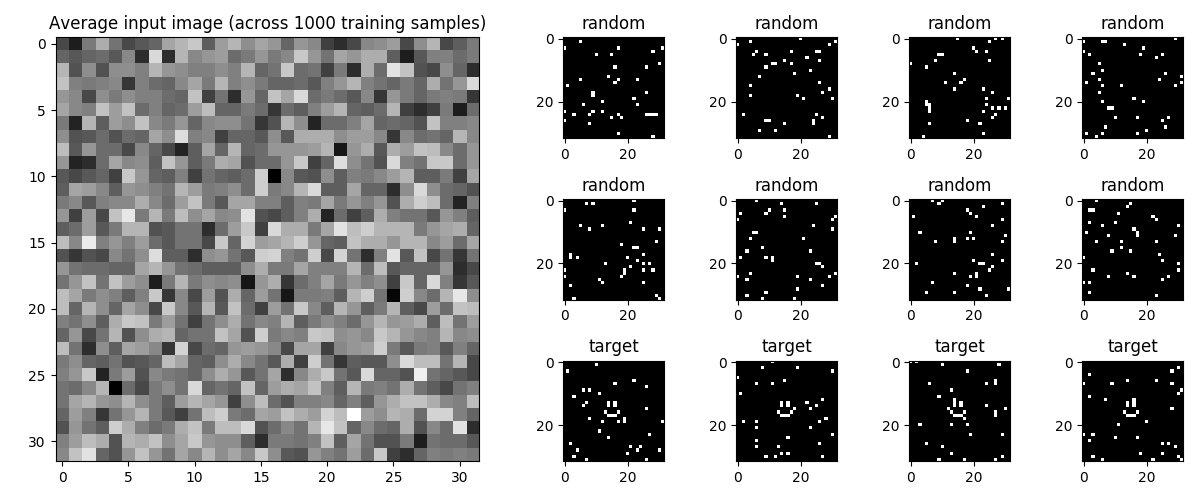 Average input image (across 1000 training samples)
0
5
10
15
20
25
30
0 5 10 15 20 25 30
random random random random
0 0 0 0
20 20 20 20
0 20 0 20 0 20 0 20
random random random random
0 0 0 0
20 20 20 20
0 20 0 20 0 20 0 20
target target target target
0 0 0 0
20 20 20 20
0 20 0 20 0 20 0 20